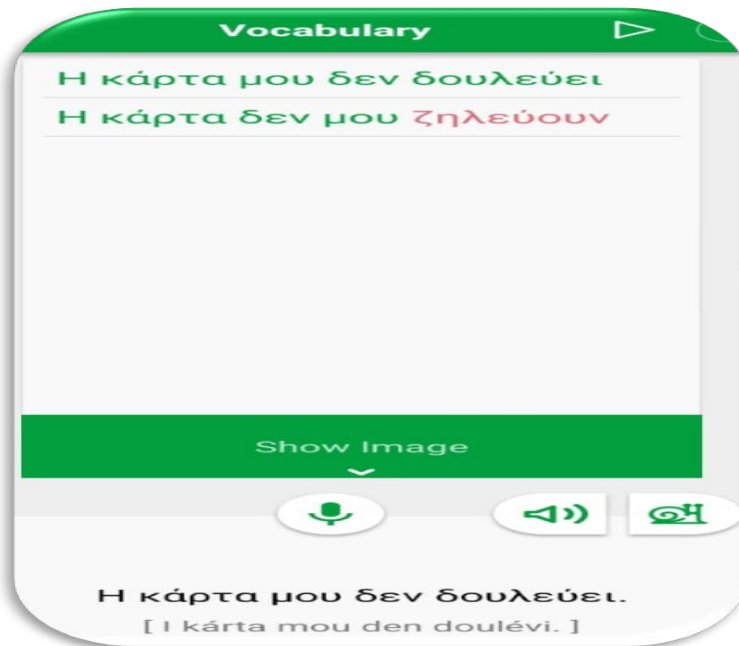 Vocabulary
Η κάρτα μου δεν δουλεύει
Η κάρτα δεν μου ζηλεύουν
Show Image
Η κάρτα μου δεν δουλεύει.
[ I kárta mou den doulévi. ]